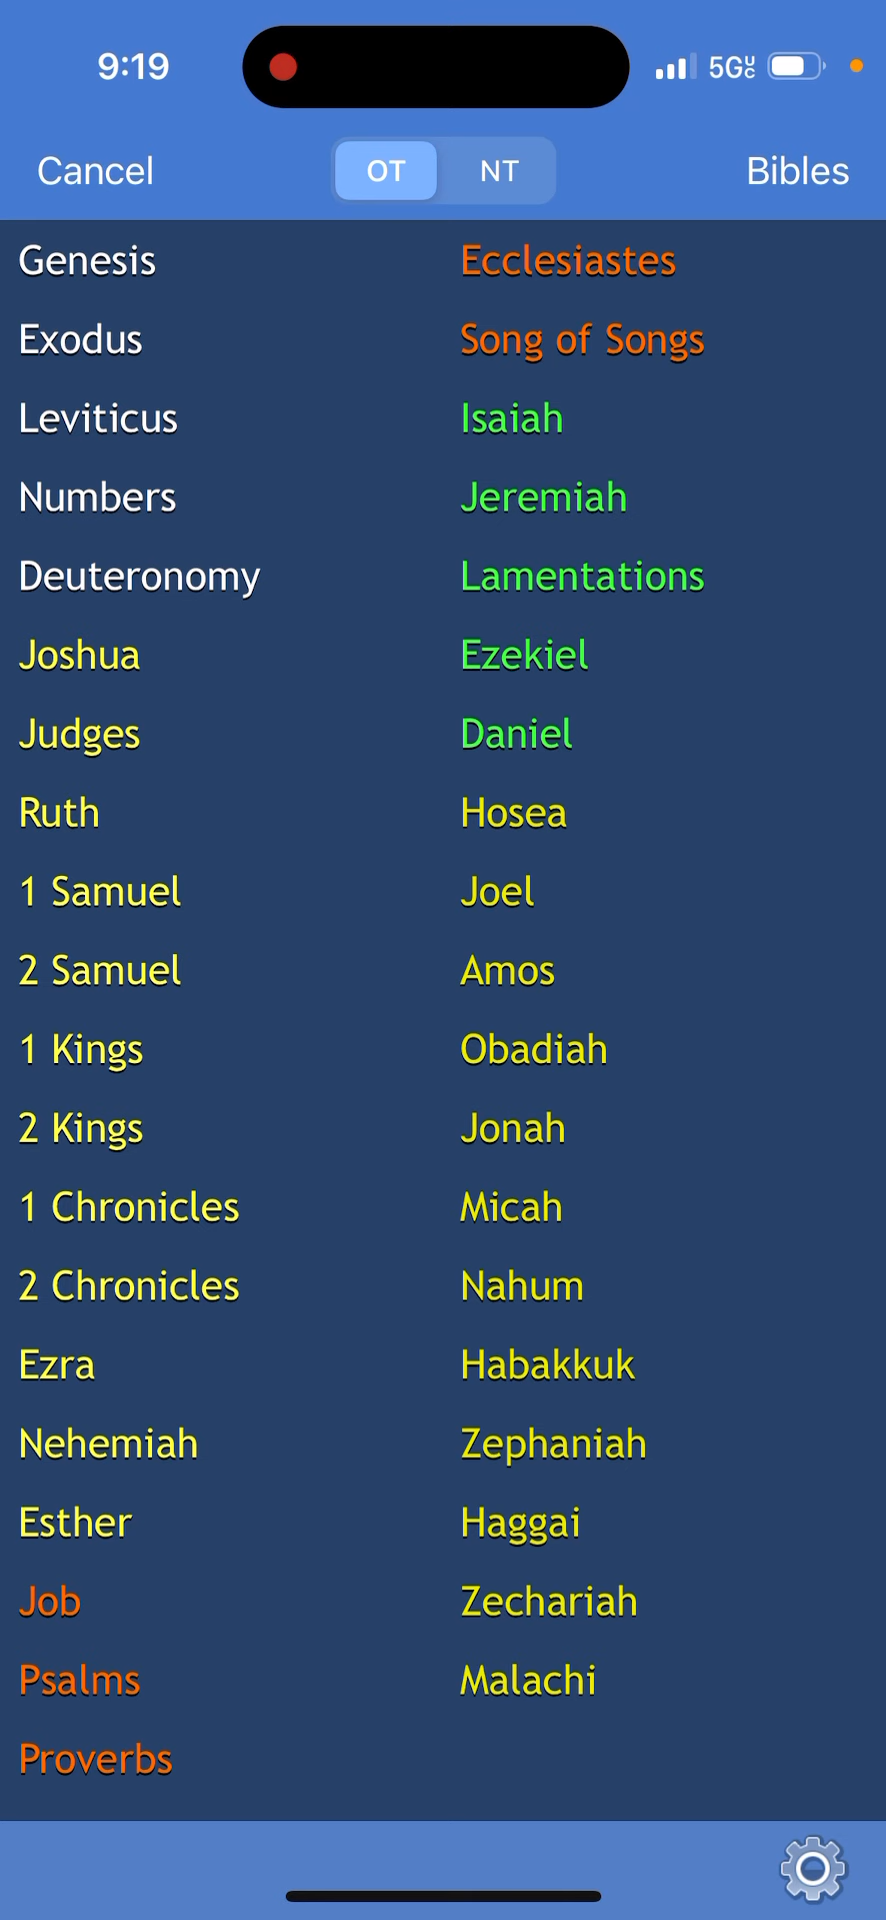 9:19
5GUC
Cancel
OT
NT
Bibles
Genesis
Exodus
Leviticus
Numbers
Deuteronomy
Joshua
Judges
Ruth
1 Samuel
2 Samuel
1 Kings
2 Kings
1 Chronicles
2 Chronicles
Ezra
Nehemiah
Esther
Job
Psalms
Proverbs
Ecclesiastes
Song of Songs
Isaiah
Jeremiah
Lamentations
Ezekiel
Daniel
Hosea
Joel
Amos
Obadiah
Jonah
Micah
Nahum
Habakkuk
Zephaniah
Haggai
Zechariah
Malachi